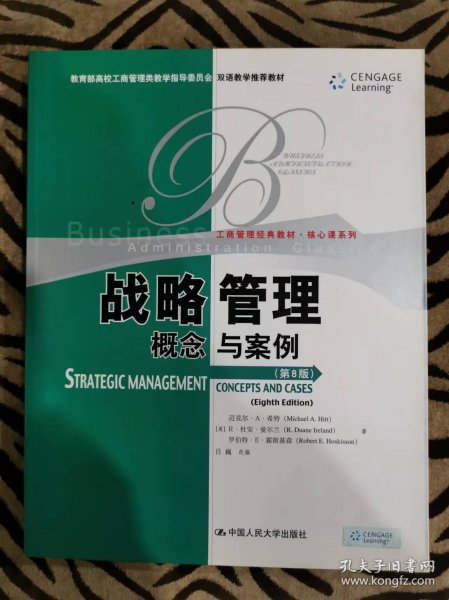 教育部高校工商管理类教学指导委员会 双语教学推荐教材
CENGAGE
Learning™
B
BUSINESS
ADMINISTRATION
CLASSICS
Business
工商管理经典教材·核心课系列
Administration Classics
战略管理
概念与案例
(第8版)
STRATEGIC MANAGEMENT CONCEPTS AND CASES
(Eighth Edition)
迈克尔·A·希特 (Michael A. Hitt)
[美] R·杜安·爱尔兰 (R. Duane Ireland) 著
罗伯特·E·霍斯基森 (Robert E. Hoskisson)
吕巍 改编
中国人民大学出版社
CENGAGE
Learning™
孔夫子旧书网
www.kongfz.com